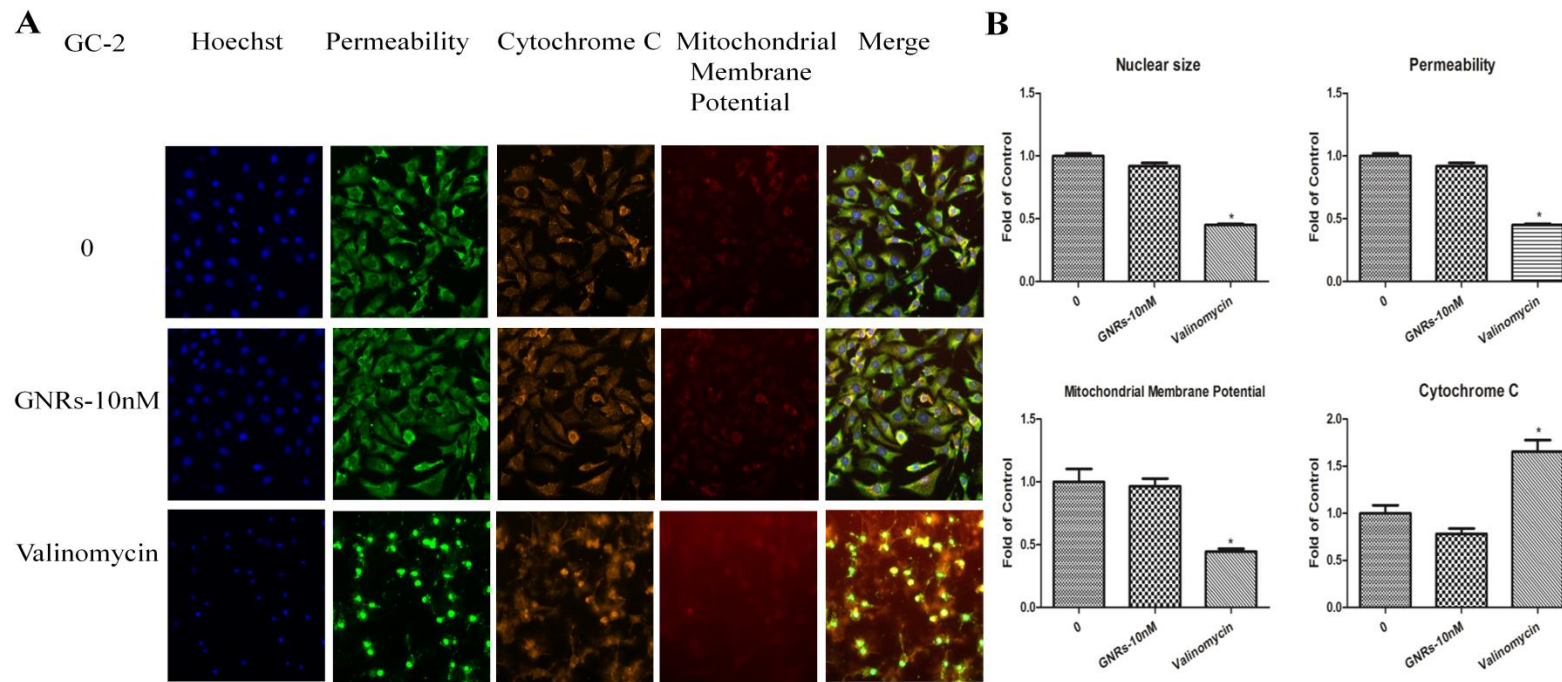 A
GC-2
Hoechst
Permeability
Cytochrome C
Mitochondrial
Membrane
Potential
Merge
0
GNRs-10nM
Valinomycin
B
Nuclear size
Fold of Control
1.5
1.0
0.5
0.0
0
GNRs-10nM
Valinomycin
*
Permeability
Fold of Control
1.5
1.0
0.5
0.0
0
GNRs-10nM
Valinomycin
*
Mitochondrial Membrane Potential
Fold of Control
1.5
1.0
0.5
0.0
0
GNRs-10nM
Valinomycin
*
Cytochrome C
Fold of Control
2.0
1.5
1.0
0.5
0.0
0
GNRs-10nM
Valinomycin
*